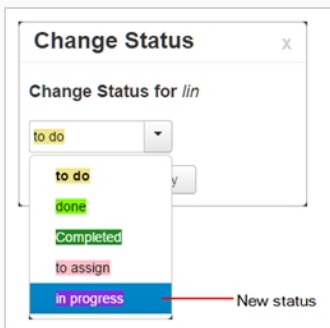 Change Status
x
Change Status for lin
to do
to do
y
done
Completed
to assign
in progress
New status